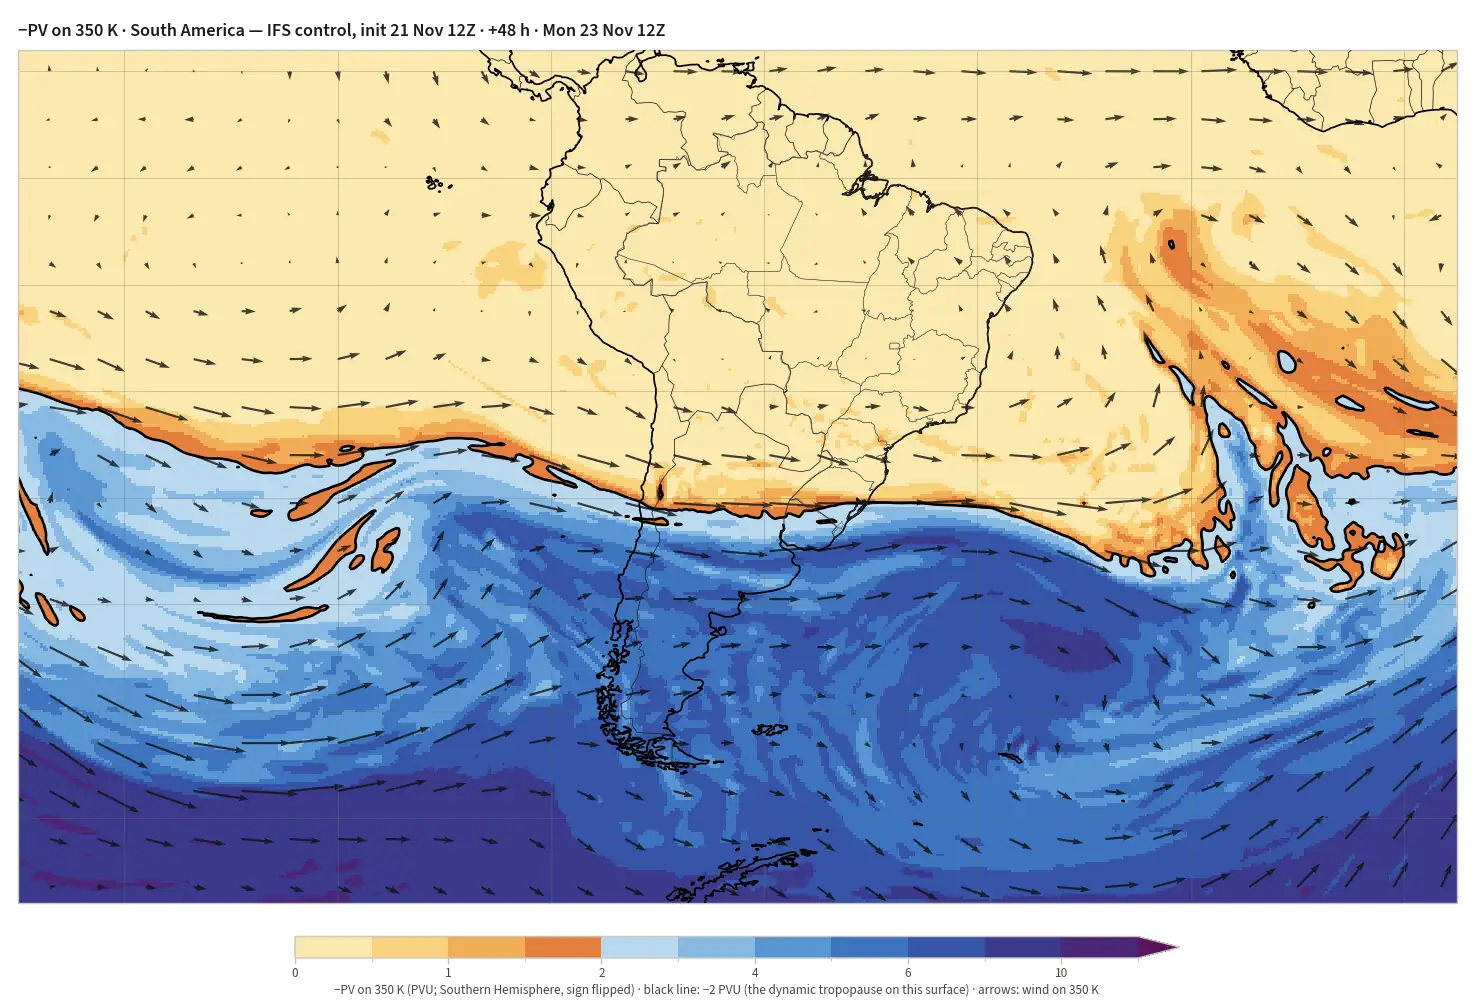 −PV on 350 K · South America — IFS control, init 21 Nov 12Z · +48 h · Mon 23 Nov 12Z
0 1 2 4 6 10
−PV on 350 K (PVU; Southern Hemisphere, sign flipped) · black line: −2 PVU (the dynamic tropopause on this surface) · arrows: wind on 350 K